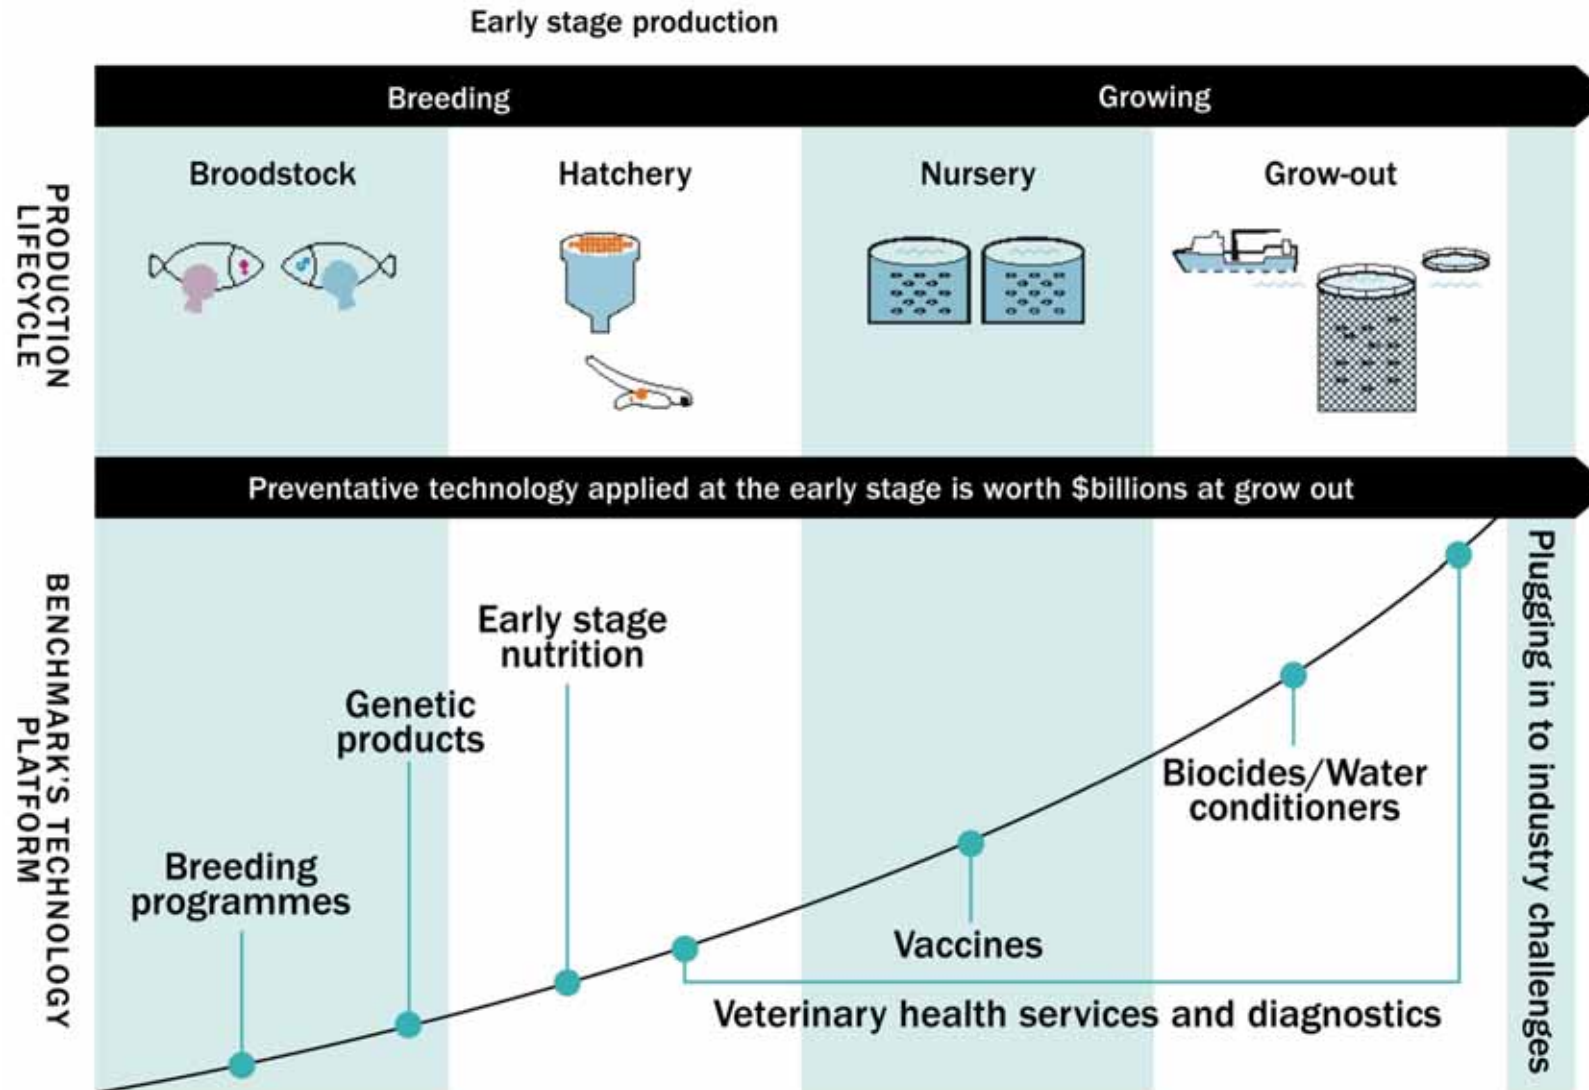 Early stage production
Breeding
Growing
PRODUCTION
LIFECYCLE
Broodstock
Hatchery
Nursery
Grow-out
Preventative technology applied at the early stage is worth $billions at grow out
BENCHMARK'S TECHNOLOGY
PLATFORM
Breeding
programmes
Genetic
products
Early stage
nutrition
Vaccines
Biocides/Water
conditioners
Veterinary health services and diagnostics
Plugging in to industry challenges